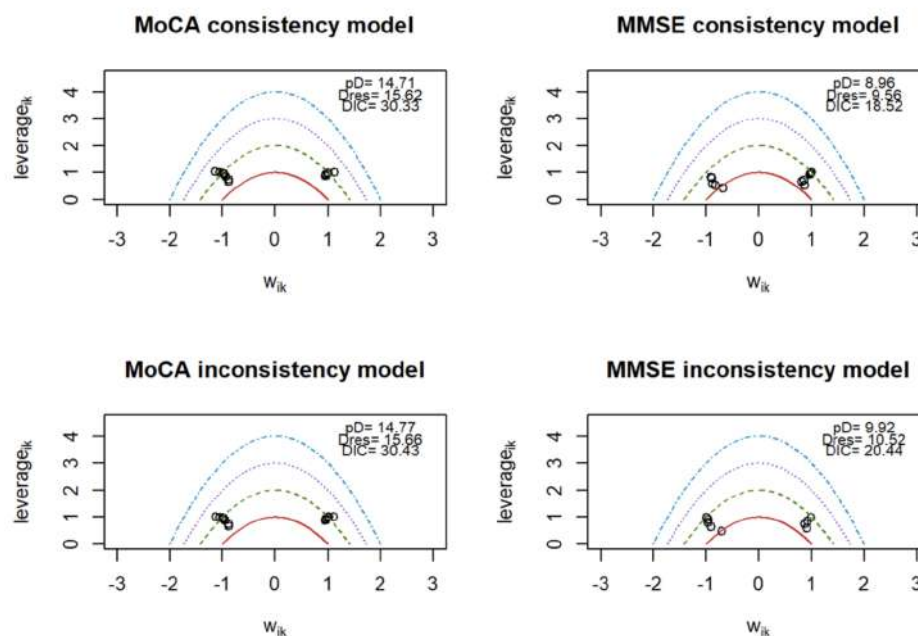 MoCA consistency model
pD= 14.71
Dres= 15.62
DIC= 30.33
leverage_ik
4
3
2
1
0
-3 -2 -1 0 1 2 3
w_ik
MMSE consistency model
pD= 8.96
Dres= 9.56
DIC= 18.52
leverage_ik
4
3
2
1
0
-3 -2 -1 0 1 2 3
w_ik
MoCA inconsistency model
pD= 14.77
Dres= 15.66
DIC= 30.43
leverage_ik
4
3
2
1
0
-3 -2 -1 0 1 2 3
w_ik
MMSE inconsistency model
pD= 9.92
Dres= 10.52
DIC= 20.44
leverage_ik
4
3
2
1
0
-3 -2 -1 0 1 2 3
w_ik